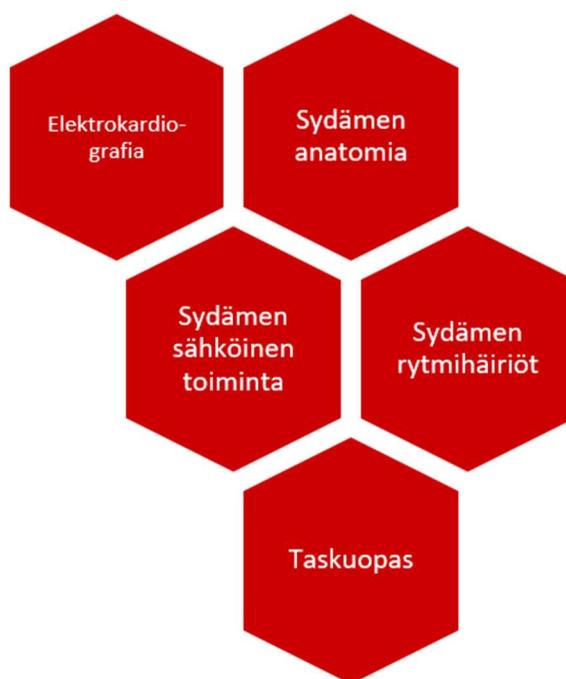 Elektrokardio-
grafia
Sydämen
anatomia
Sydämen
sähköinen
toiminta
Sydämen
rytmihäiriöt
Taskuopas